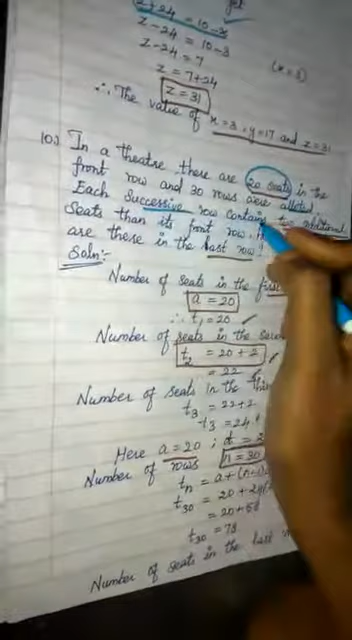 get
z+24 = 10-x
z-24 = 10-3
z-24 = 7
z = 7+24
(x=3)
z = 31
∴ The value of x=3, y=17 and z=31
10.) In a theatre there are 20 seats in the
front row and 30 rows were alloted,
Each successive row contains two additional
seats than its front row.
are these in the last row?
Soln:-
Number of seats in the first
a = 20
∴ t₁ = 20
Number of seats in the
t₂ = 20+2
= 22
Number of seats in the
t₃ = 22+2
t₃ = 24
Here a=20 ; d =
Number of rows n = 30
tn = a+(n-1)
t₃₀ = 20+
= 20+58
t₃₀ = 78
Number of seats in the last